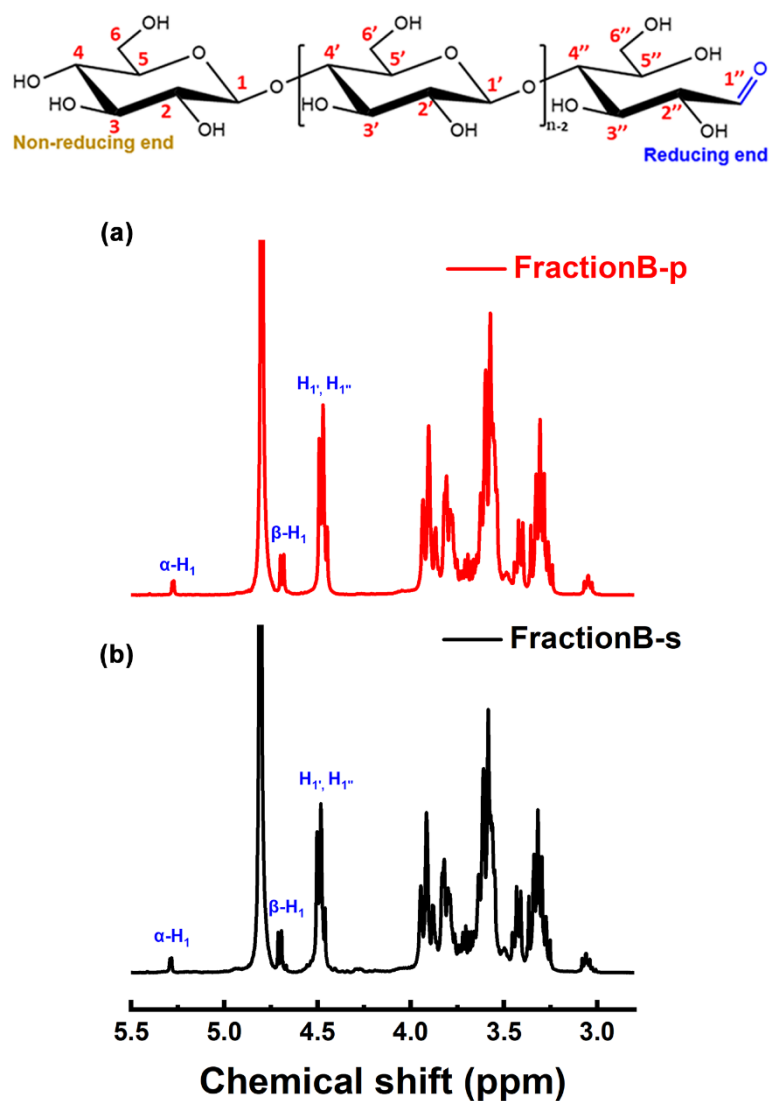 OH
6
4
5
O
HO
1
O
HO
3
2
OH
Non-reducing end
OH
6'
4'
5'
O
1'
O
HO
2'
3'
OH
n-2
OH
6''
4''
5''
OH
1''
O
HO
2''
3''
OH
Reducing end
(a)
FractionB-p
H1', H1''
β-H1
α-H1
(b)
FractionB-s
H1', H1''
β-H1
α-H1
5.5 5.0 4.5 4.0 3.5 3.0
Chemical shift (ppm)